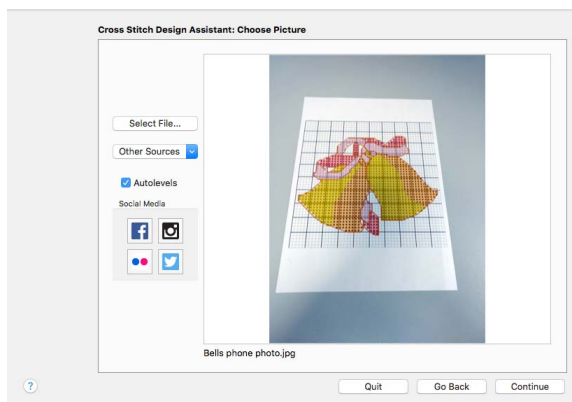 Cross Stitch Design Assistant: Choose Picture
Select File...
Other Sources
Autolevels
Social Media
Bells phone photo.jpg
?
Quit
Go Back
Continue